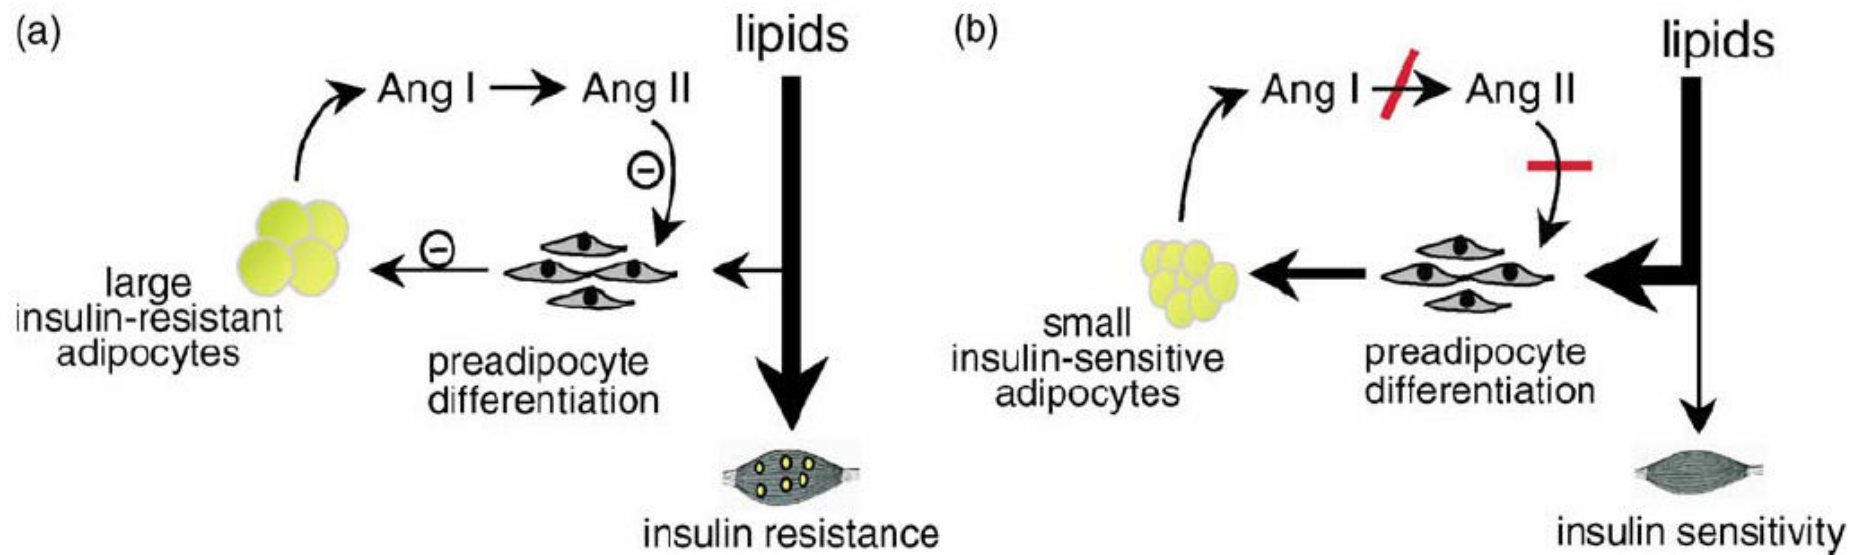 (a)
lipids
Ang I
Ang II
⊖
⊖
large
insulin-resistant
adipocytes
preadipocyte
differentiation
insulin resistance
(b)
lipids
Ang I
Ang II
small
insulin-sensitive
adipocytes
preadipocyte
differentiation
insulin sensitivity